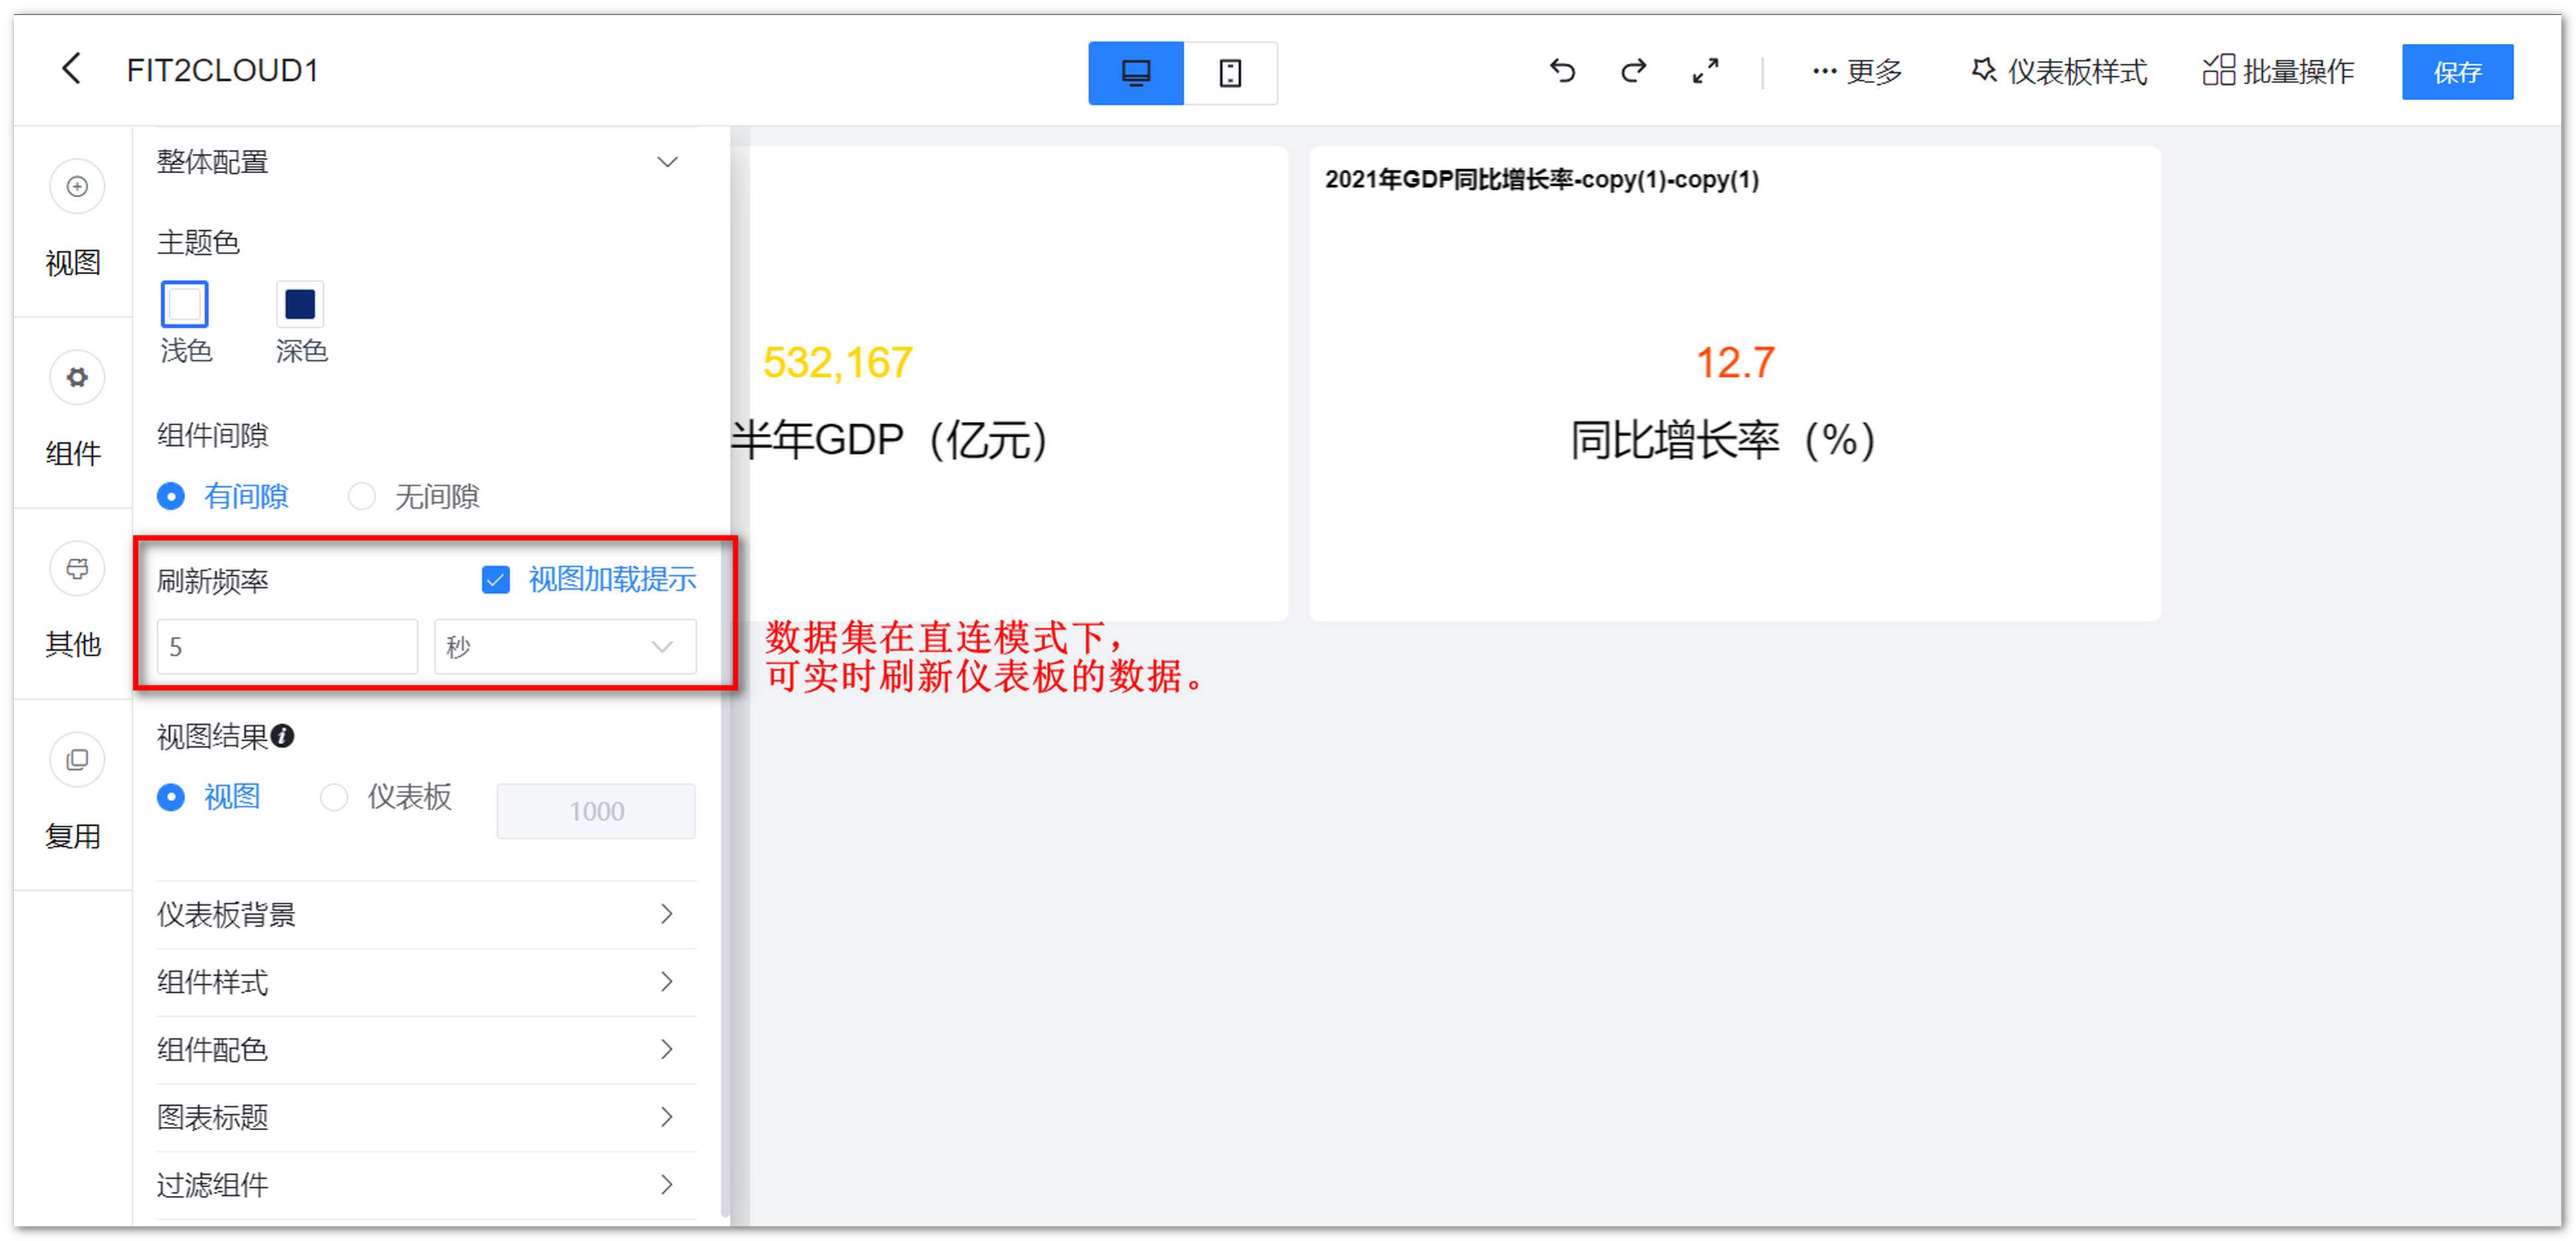 FIT2CLOUD1
更多
仪表板样式
批量操作
保存
视图
组件
其他
复用
整体配置
主题色
浅色
深色
组件间隙
有间隙
无间隙
刷新频率
视图加载提示
5
秒
视图结果
视图
仪表板
1000
仪表板背景
组件样式
组件配色
图表标题
过滤组件
532,167
半年GDP（亿元）
2021年GDP同比增长率-copy(1)-copy(1)
12.7
同比增长率（%）
数据集在直连模式下，
可实时刷新仪表板的数据。